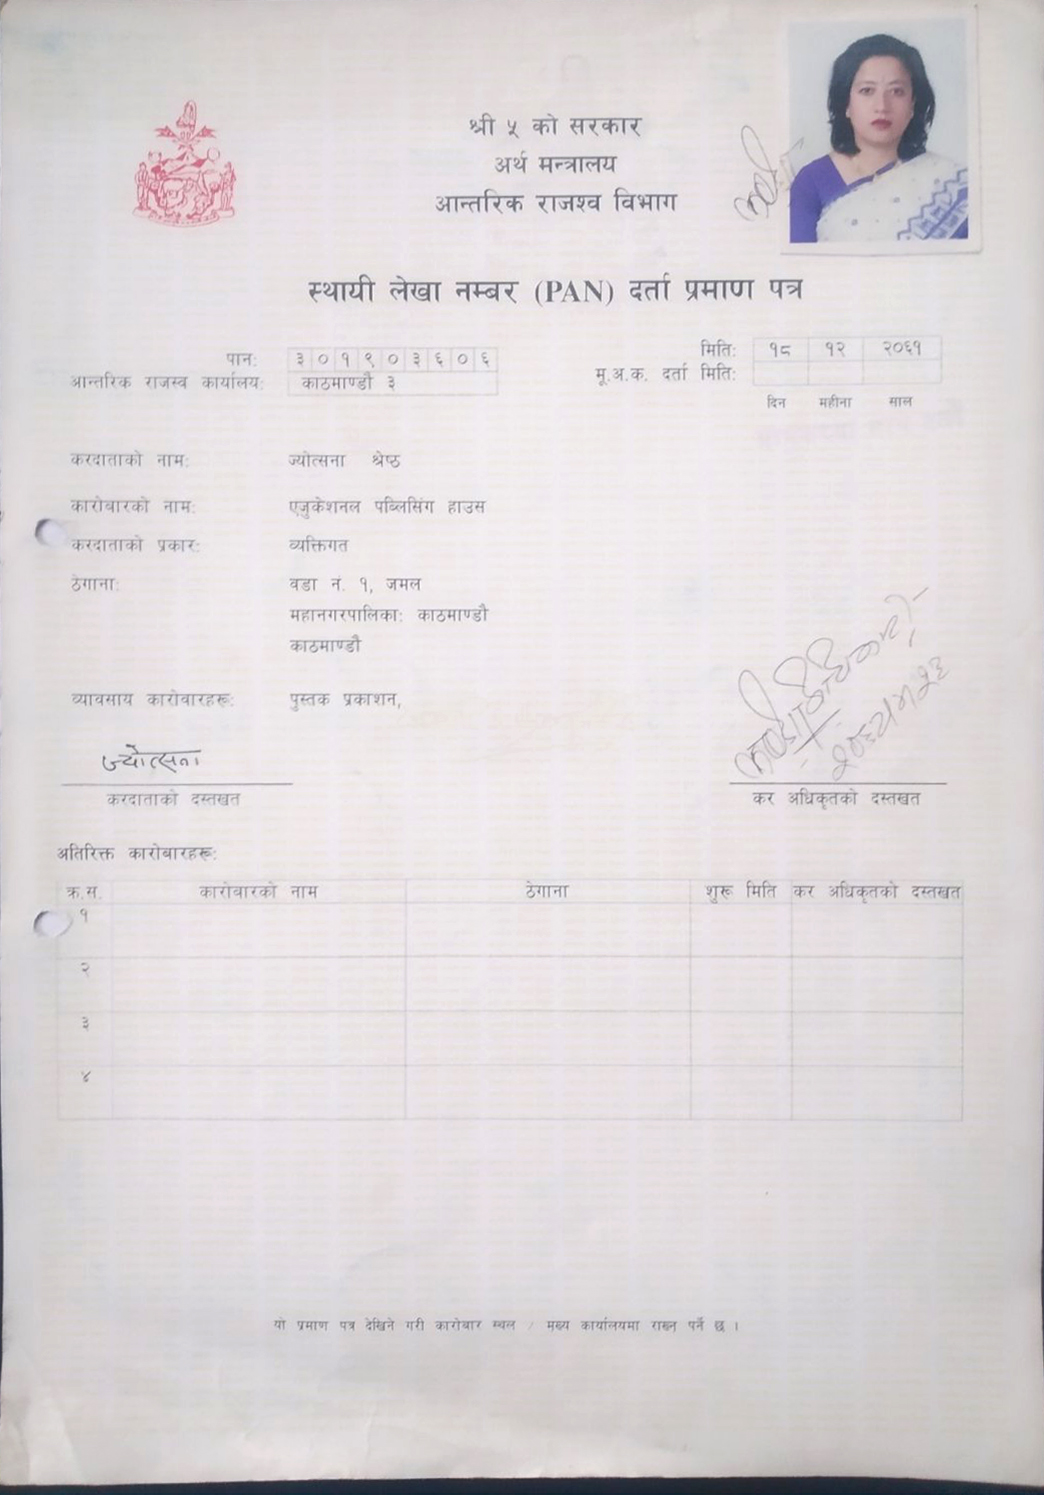 श्री ५ को सरकार
अर्थ मन्त्रालय
आन्तरिक राजश्व विभाग
स्थायी लेखा नम्बर (PAN) दर्ता प्रमाण पत्र
पान: ३ ० १ ९ ० ३ ६ ० ६
मिति: १८ १२ २०६१
आन्तरिक राजस्व कार्यालय: काठमाण्डौ ३
मू.अ.क. दर्ता मिति:
दिन महीना साल
करदाताको नाम: ज्योत्सना श्रेष्ठ
कारोबारको नाम: एजुकेशनल पब्लिसिंग हाउस
करदाताको प्रकार: व्यक्तिगत
ठेगाना: वडा नं. १, जमल
महानगरपालिका: काठमाण्डौ
काठमाण्डौ
व्यावसाय कारोबारहरू: पुस्तक प्रकाशन,
ज्योत्सना
करदाताको दस्तखत
कर अधिकृतको दस्तखत
अतिरिक्त कारोबारहरू:
क्र.स. कारोबारको नाम ठेगाना शुरू मिति कर अधिकृतको दस्तखत
१
२
३
४
यो प्रमाण पत्र देखिने गरी कारोबार स्थल / मुख्य कार्यालयमा राख्नु पर्ने छ ।